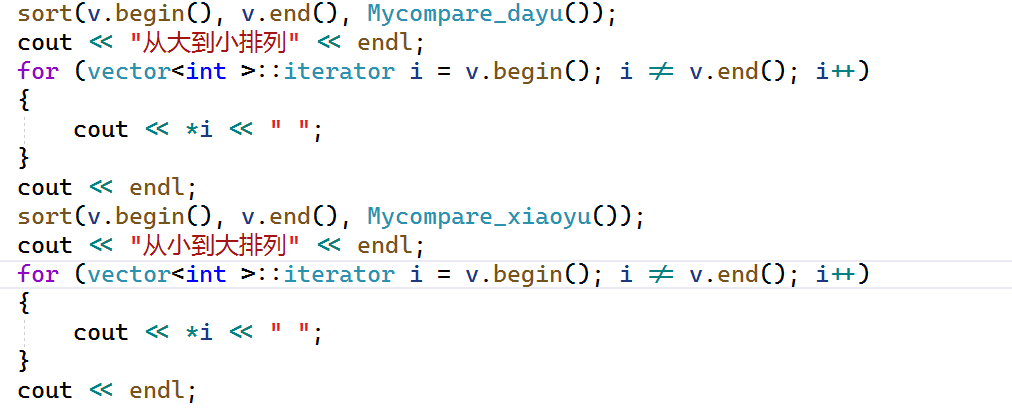 sort(v.begin(), v.end(), Mycompare_dayu());
cout << "从大到小排列" << endl;
for (vector<int >::iterator i = v.begin(); i != v.end(); i++)
{
    cout << *i << " ";
}
cout << endl;
sort(v.begin(), v.end(), Mycompare_xiaoyu());
cout << "从小到大排列" << endl;
for (vector<int >::iterator i = v.begin(); i != v.end(); i++)
{
    cout << *i << " ";
}
cout << endl;